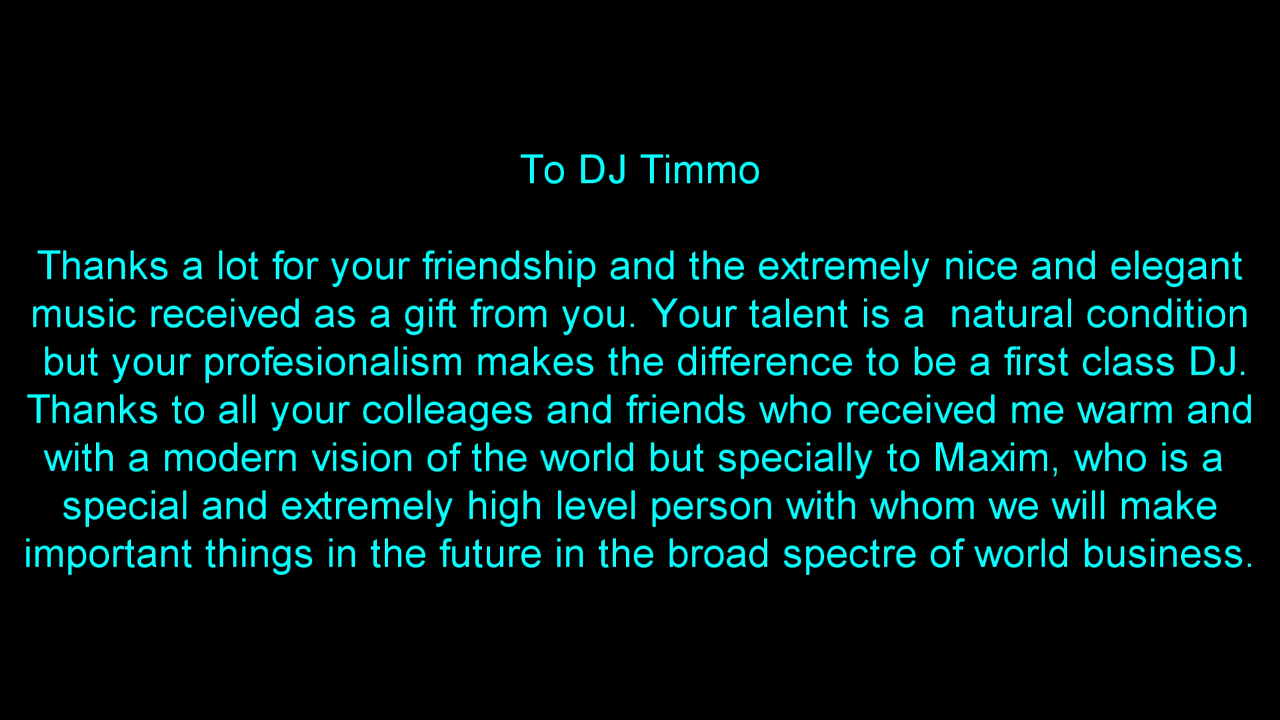 To DJ Timmo
Thanks a lot for your friendship and the extremely nice and elegant
music received as a gift from you. Your talent is a  natural condition
but your profesionalism makes the difference to be a first class DJ.
Thanks to all your colleages and friends who received me warm and
with a modern vision of the world but specially to Maxim, who is a
special and extremely high level person with whom we will make
important things in the future in the broad spectre of world business.